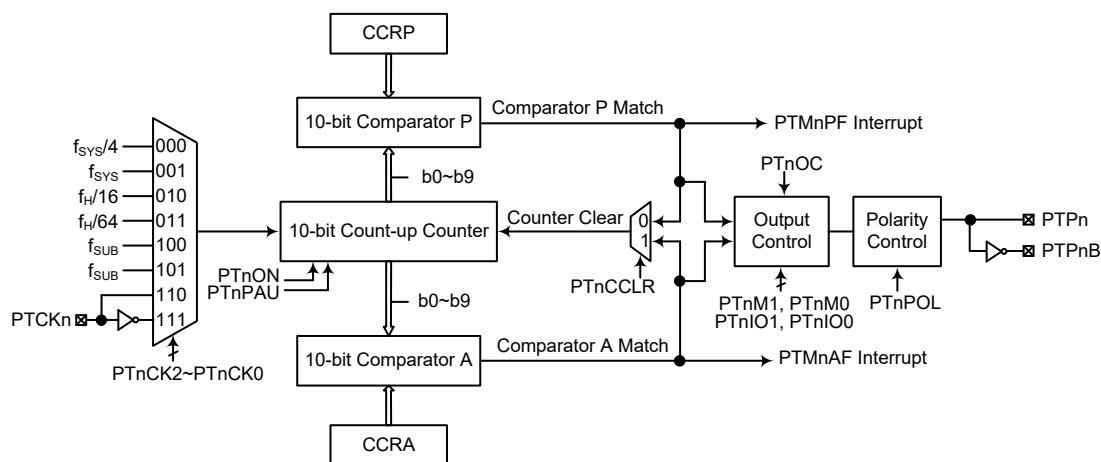 CCRP
10-bit Comparator P
Comparator P Match
PTMnPF Interrupt
fSYS/4
000
fSYS
001
fH/16
010
fH/64
011
fSUB
100
fSUB
101
110
PTCKn
111
PTnCK2~PTnCK0
b0~b9
10-bit Count-up Counter
PTnON
PTnPAU
b0~b9
Counter Clear
0
1
PTnCCLR
PTnOC
Output
Control
PTnM1, PTnM0
PTnIO1, PTnIO0
Polarity
Control
PTnPOL
PTPn
PTPnB
10-bit Comparator A
Comparator A Match
PTMnAF Interrupt
CCRA